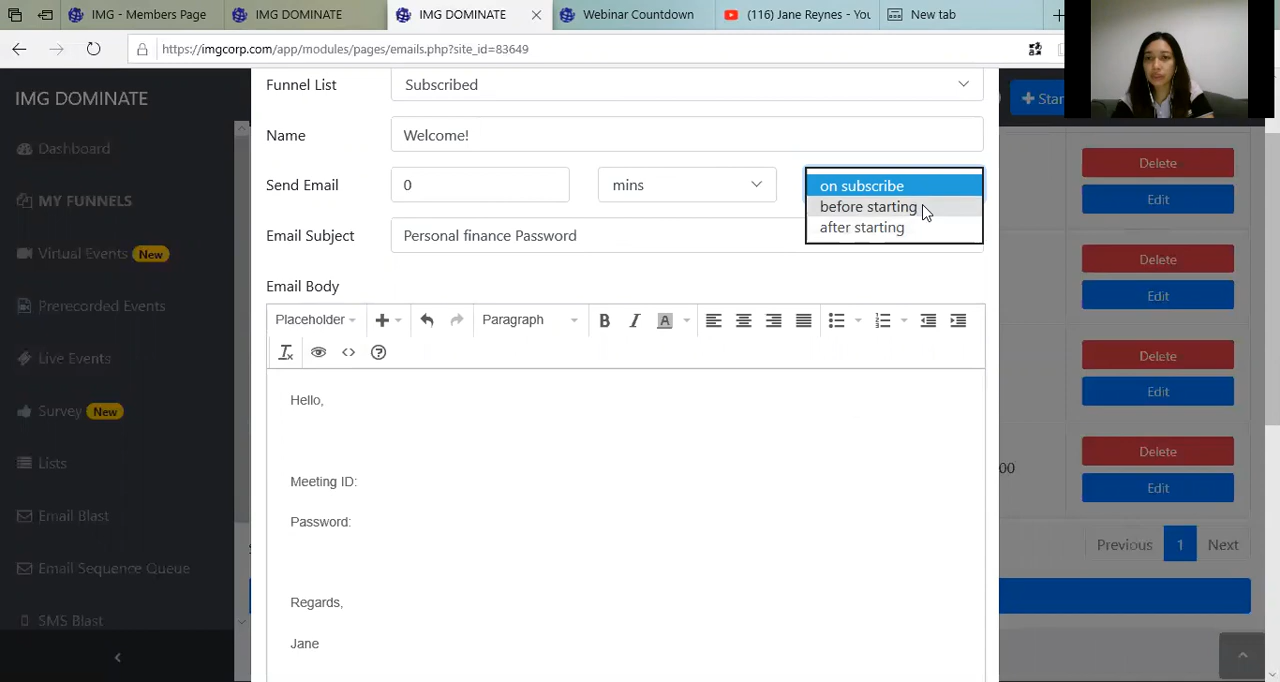 IMG - Members Page
IMG DOMINATE
IMG DOMINATE
Webinar Countdown
(116) Jane Reynes - You
New tab
https://imgcorp.com/app/modules/pages/emails.php?site_id=83649
IMG DOMINATE
Dashboard
MY FUNNELS
Virtual Events New
Prerecorded Events
Live Events
Survey New
Lists
Email Blast
Email Sequence Queue
SMS Blast
Funnel List
Subscribed
Name
Welcome!
Send Email
0
mins
on subscribe
before starting
after starting
Email Subject
Personal finance Password
Email Body
Placeholder
Paragraph
B
I
A
Hello,
Meeting ID:
Password:
Regards,
Jane
Delete
Edit
Delete
Edit
Delete
Edit
Delete
Edit
Previous 1 Next